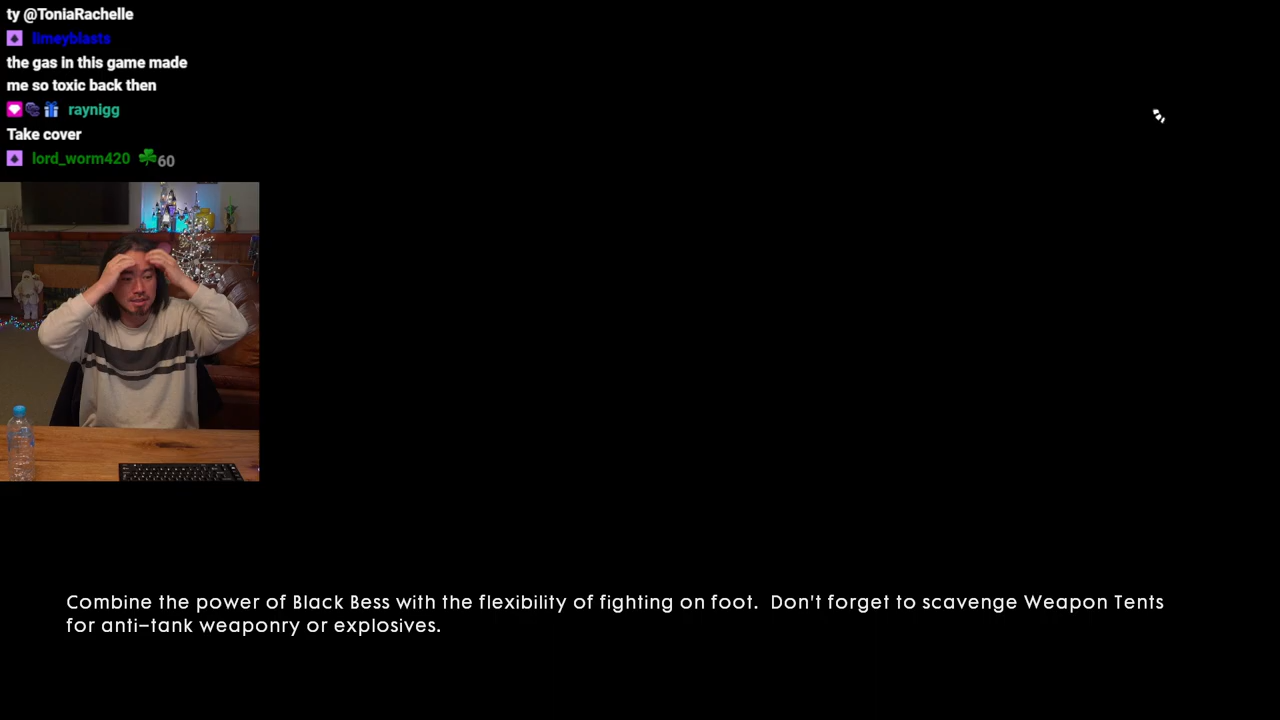 ty @ToniaRachelle
limeyblasts
the gas in this game made
me so toxic back then
raynigg
Take cover
lord_worm420 60
Combine the power of Black Bess with the flexibility of fighting on foot. Don't forget to scavenge Weapon Tents
for anti-tank weaponry or explosives.